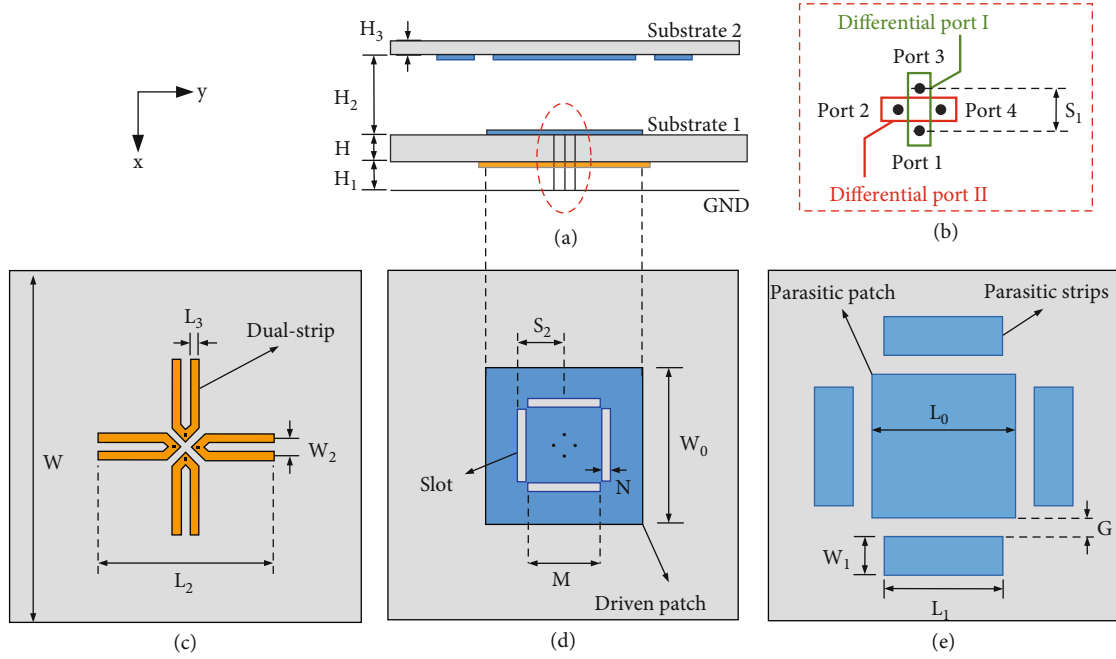 y
x
H₃
Substrate 2
H₂
Substrate 1
H
H₁
GND
(a)
Differential port I
Port 3
Port 2
Port 4
S₁
Port 1
Differential port II
(b)
L₃
Dual-strip
W
W₂
L₂
(c)
S₂
W₀
Slot
N
M
Driven patch
(d)
Parasitic patch
Parasitic strips
L₀
G
W₁
L₁
(e)